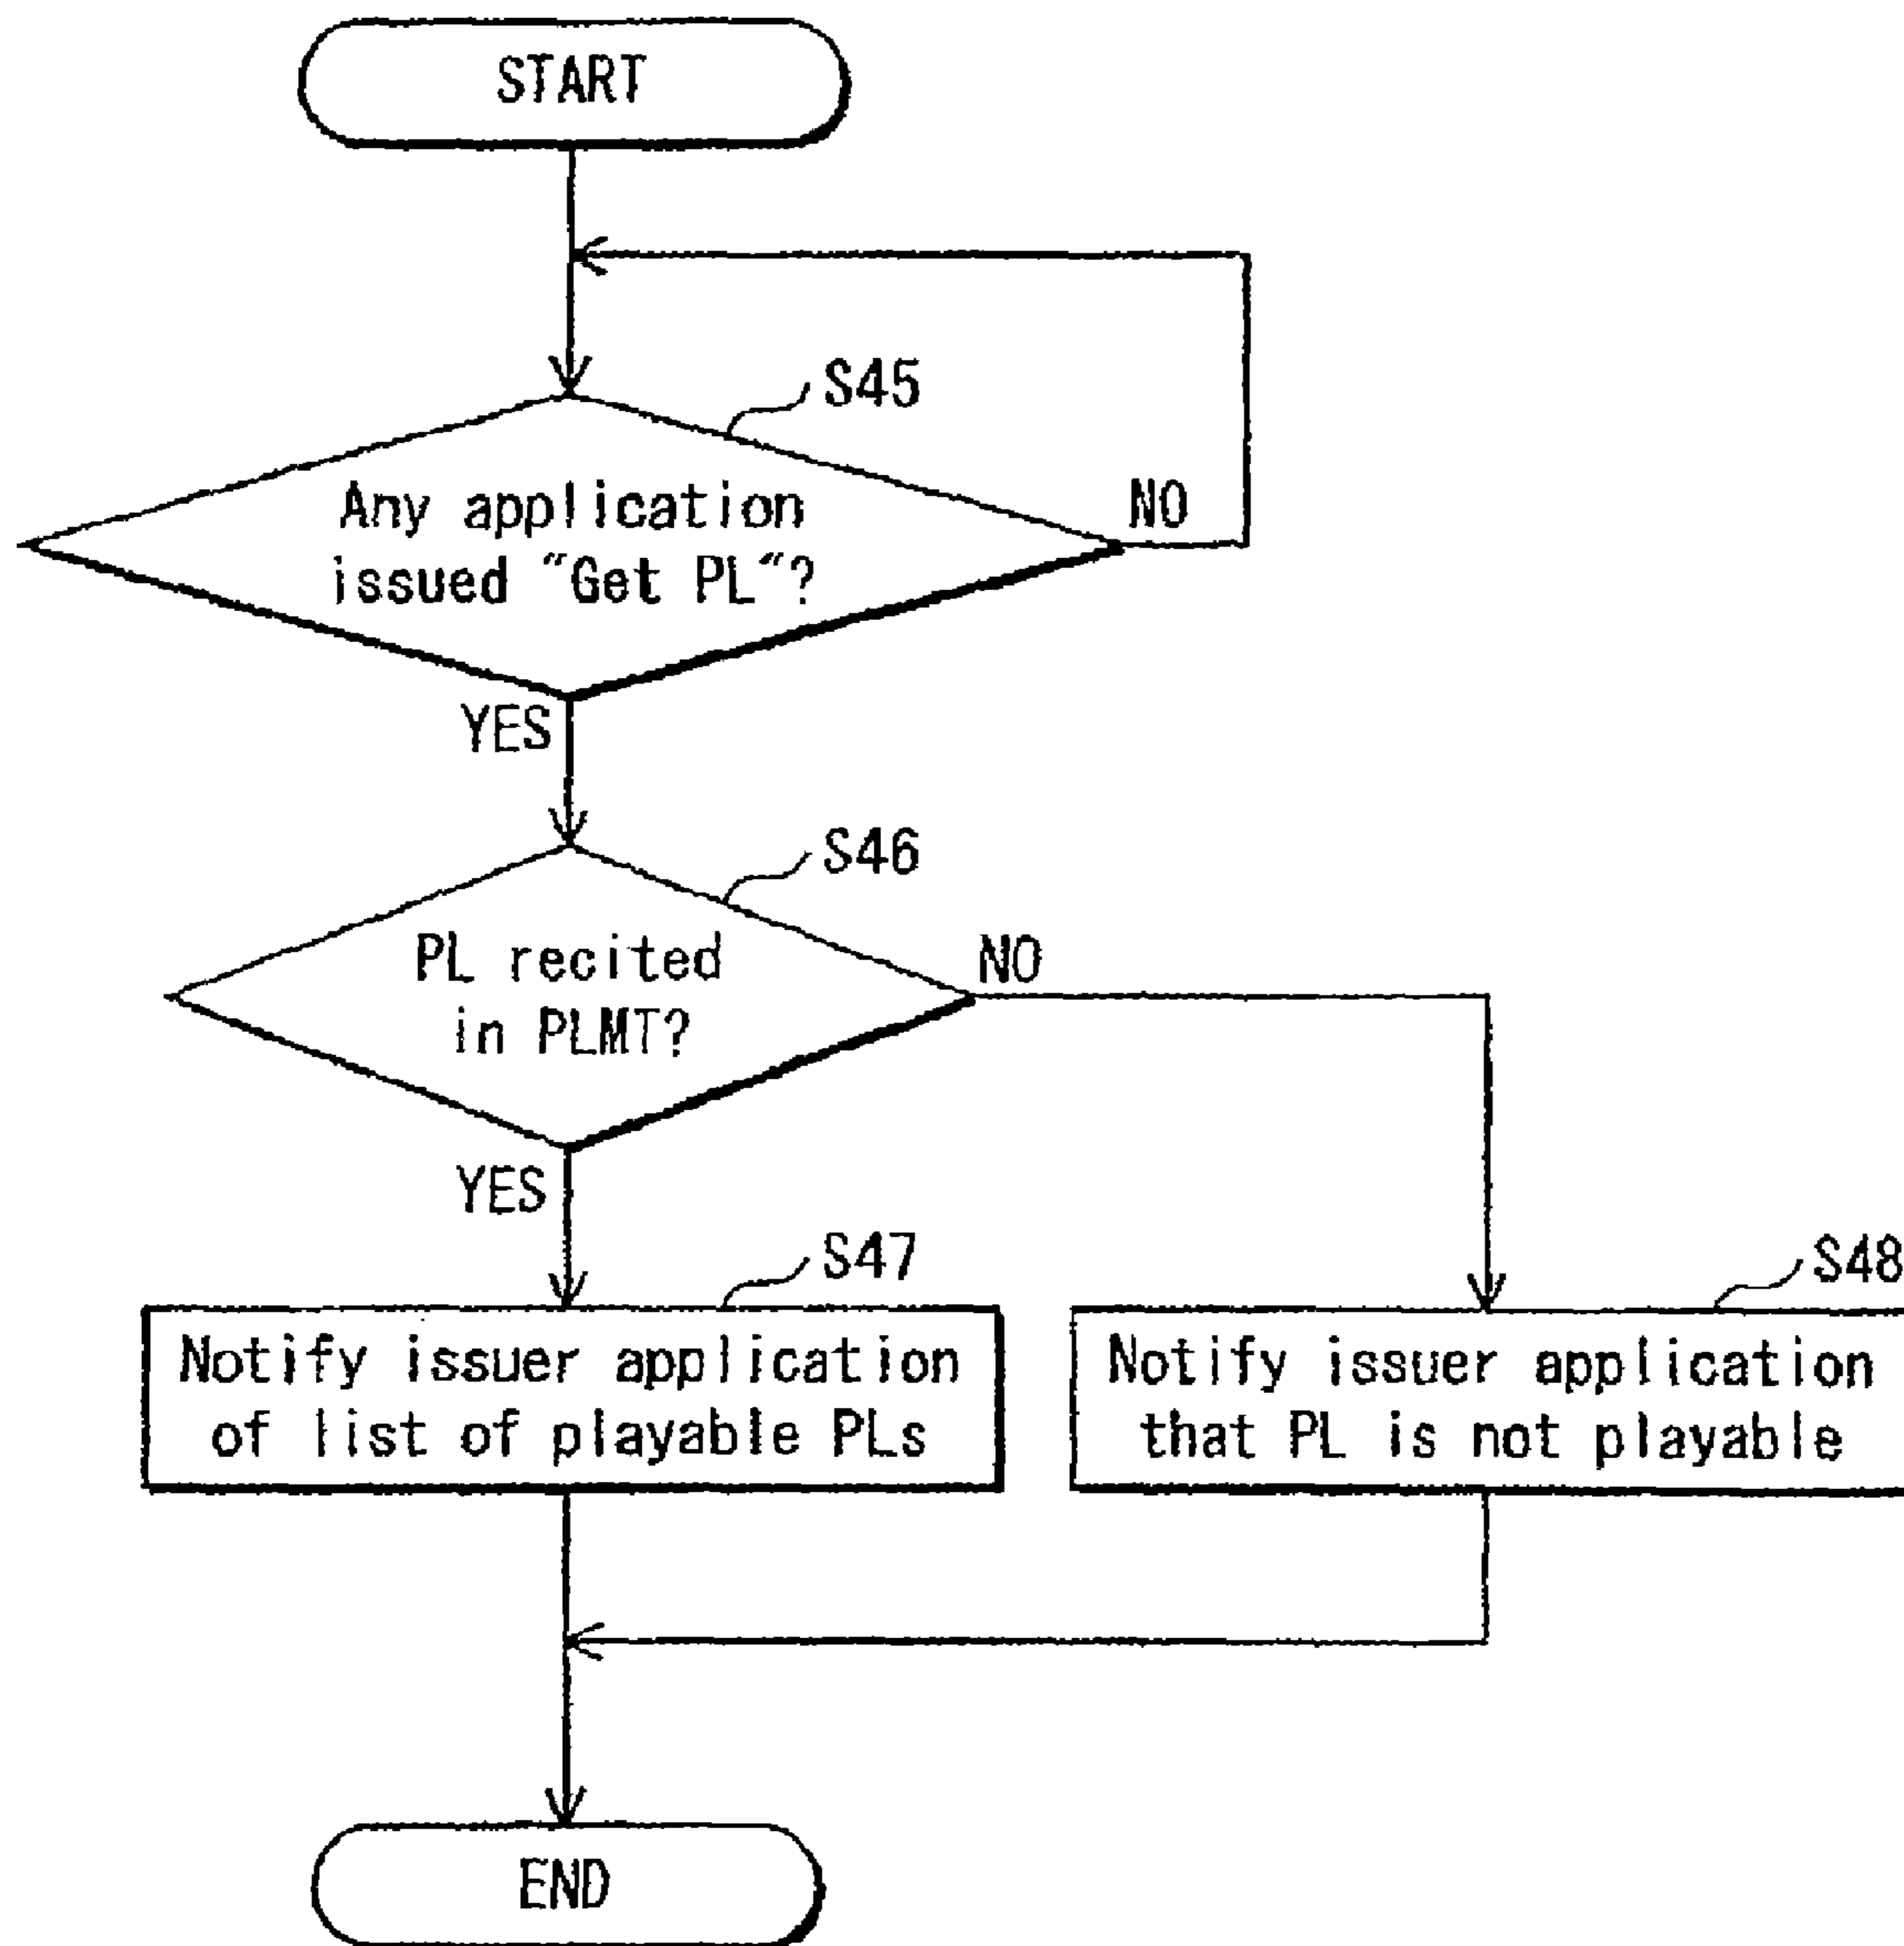 START
S45
Any application
issued "Get PL"?
NO
YES
S46
PL recited
in PLMT?
NO
YES
S47
Notify issuer application
of list of playable PLs
S48
Notify issuer application
that PL is not playable
END